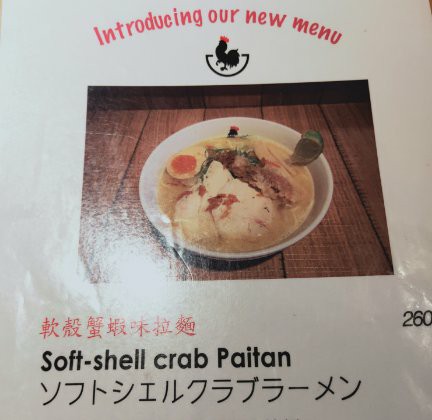 Introducing our new menu
軟殼蟹蝦味拉麵
260
Soft-shell crab Paitan
ソフトシエルクラブラーメン